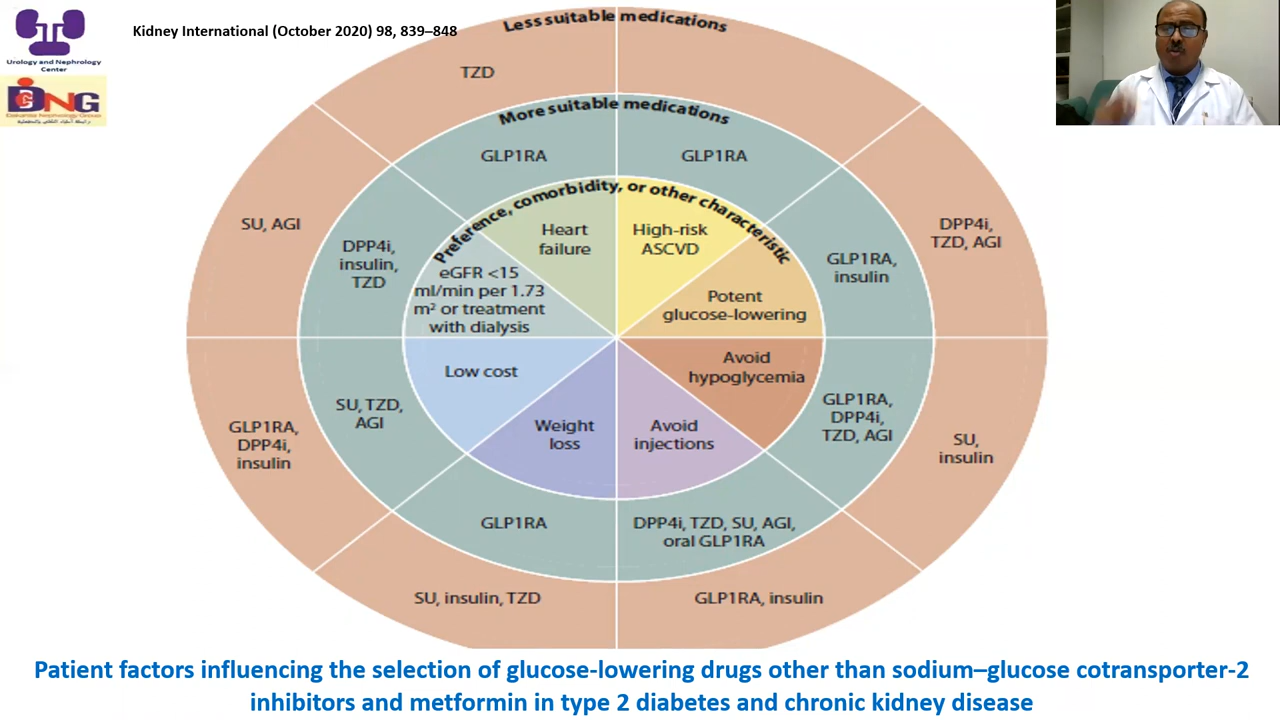 Kidney International (October 2020) 98, 839–848
Urology and Nephrology
Center
Dakahlia Nephrology Group
Less suitable medications
TZD
More suitable medications
GLP1RA
GLP1RA
Preference, comorbidity, or other characteristic
Heart
failure
High-risk
ASCVD
SU, AGI
DPP4i,
insulin,
TZD
eGFR <15
ml/min per 1.73
m² or treatment
with dialysis
Potent
glucose-lowering
GLP1RA,
insulin
DPP4i,
TZD, AGI
GLP1RA,
DPP4i,
insulin
SU, TZD,
AGI
Low cost
Avoid
hypoglycemia
GLP1RA,
DPP4i,
TZD, AGI
SU,
insulin
Weight
loss
Avoid
injections
GLP1RA
DPP4i, TZD, SU, AGI,
oral GLP1RA
SU, insulin, TZD
GLP1RA, insulin
Patient factors influencing the selection of glucose-lowering drugs other than sodium–glucose cotransporter-2
inhibitors and metformin in type 2 diabetes and chronic kidney disease